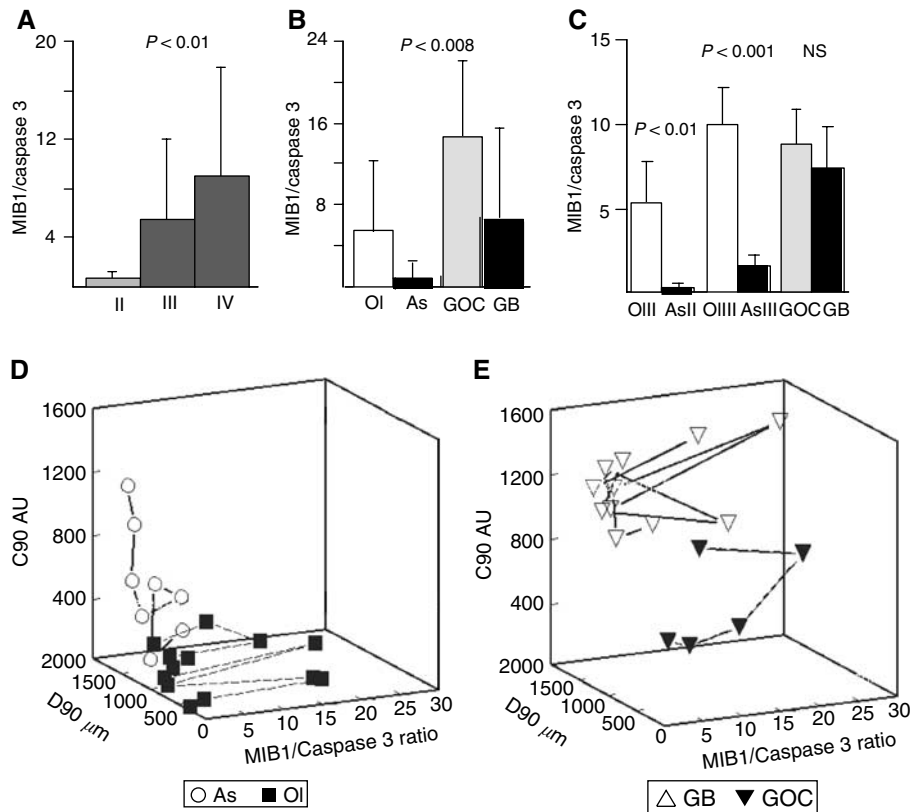 A
MIB1/caspase 3
20
12
4
P < 0.01
II III IV
B
MIB1/caspase 3
24
16
8
P < 0.008
OI As GOC GB
C
MIB1/caspase 3
15
10
5
P < 0.01
P < 0.001
NS
OIII AsII OIIII AsIII GOC GB
D
C90 AU
1600
1200
800
400
2000
1500
1000
500
D90 μm
0 5 10 15 20 25 30
MIB1/Caspase 3 ratio
As OI
E
C90 AU
1600
1200
800
400
2000
1500
1000
500
D90 μm
0 5 10 15 20 25 30
MIB1/Caspase 3 ratio
GB GOC